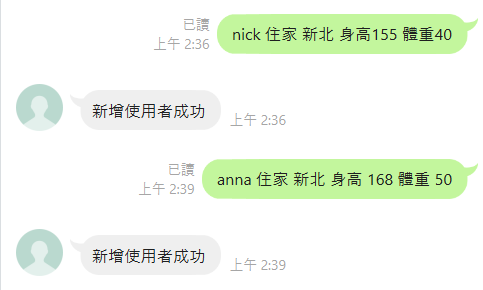 已讀
上午 2:36
nick 住家 新北 身高155 體重40
新增使用者成功
上午 2:36
已讀
上午 2:39
anna 住家 新北 身高 168 體重 50
新增使用者成功
上午 2:39